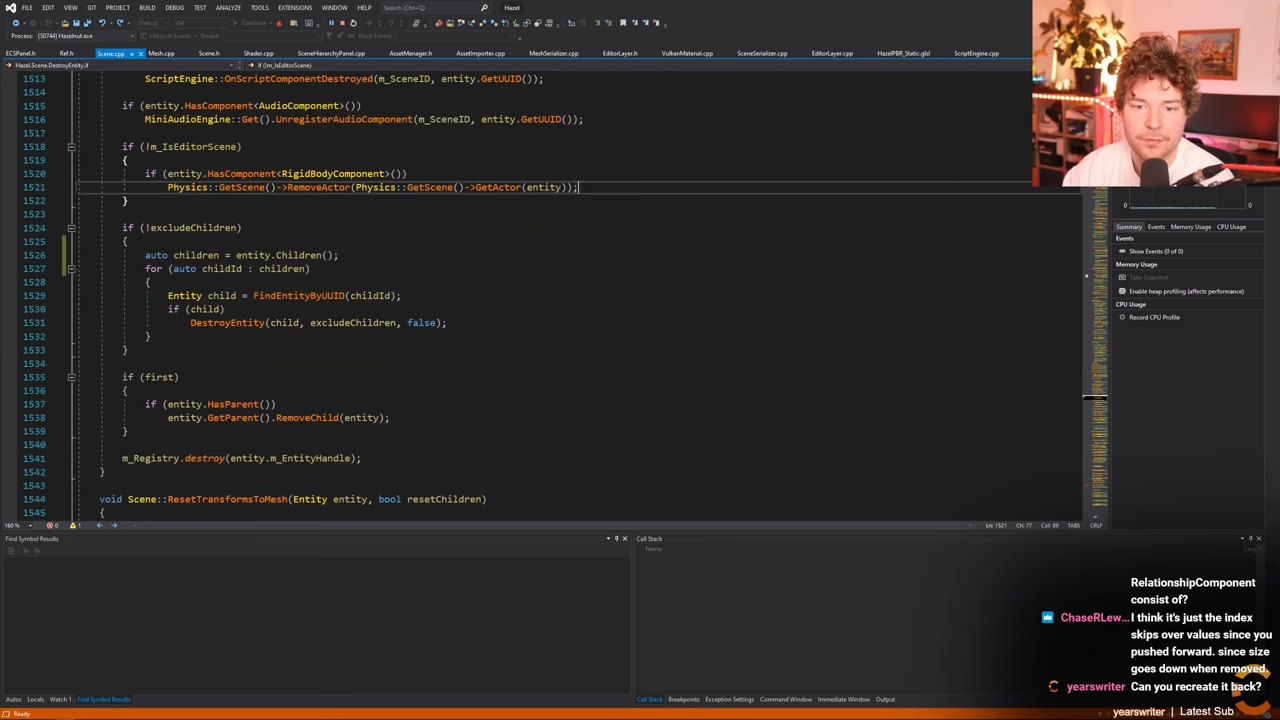 FILE EDIT VIEW GIT PROJECT BUILD DEBUG TEST ANALYZE TOOLS EXTENSIONS WINDOW HELP Search (Ctrl+Q) Hazel
Debug x64 Continue
Process: [50744] Hazelnut.exe Lifecycle Events Thread: Stack Frame:
ECSPanel.h Ref.h Scene.cpp Mesh.cpp Scene.h Shader.cpp SceneHierarchyPanel.cpp AssetManager.h AssetImporter.cpp MeshSerializer.cpp EditorLayer.h VulkanMaterial.cpp SceneSerializer.cpp EditorLayer.cpp HazelPBR_Static.glsl ScriptEngine.cpp
Hazel.Scene.DestroyEntity.if if (!m_IsEditorScene)
1513 ScriptEngine::OnScriptComponentDestroyed(m_SceneID, entity.GetUUID());
1514
1515 if (entity.HasComponent<AudioComponent>())
1516 MiniAudioEngine::Get().UnregisterAudioComponent(m_SceneID, entity.GetUUID());
1517
1518 if (!m_IsEditorScene)
1519 {
1520 if (entity.HasComponent<RigidBodyComponent>())
1521 Physics::GetScene()->RemoveActor(Physics::GetScene()->GetActor(entity));
1522 }
1523
1524 if (!excludeChildren)
1525 {
1526 auto children = entity.Children();
1527 for (auto childId : children)
1528 {
1529 Entity child = FindEntityByUUID(childId);
1530 if (child)
1531 DestroyEntity(child, excludeChildren, false);
1532 }
1533 }
1534
1535 if (first)
1536 {
1537 if (entity.HasParent())
1538 entity.GetParent().RemoveChild(entity);
1539 }
1540
1541 m_Registry.destroy(entity.m_EntityHandle);
1542 }
1543
1544 void Scene::ResetTransformsToMesh(Entity entity, bool resetChildren)
1545 {
160 % 0 1 Ln: 1521 Ch: 77 Col: 89 TABS CRLF
0 0
Summary Events Memory Usage CPU Usage
Events
Show Events (0 of 0)
Memory Usage
Take Snapshot
Enable heap profiling (affects performance)
CPU Usage
Record CPU Profile
Find Symbol Results
Call Stack
Name
RelationshipComponent
consist of?
ChaseRLew... I think it's just the index
skips over values since you
pushed forward. since size
goes down when removed.
yearswriter Can you recreate it back?
Autos Locals Watch 1 Find Symbol Results
Call Stack Breakpoints Exception Settings Command Window Immediate Window Output
Ready
yearswriter | Latest Sub